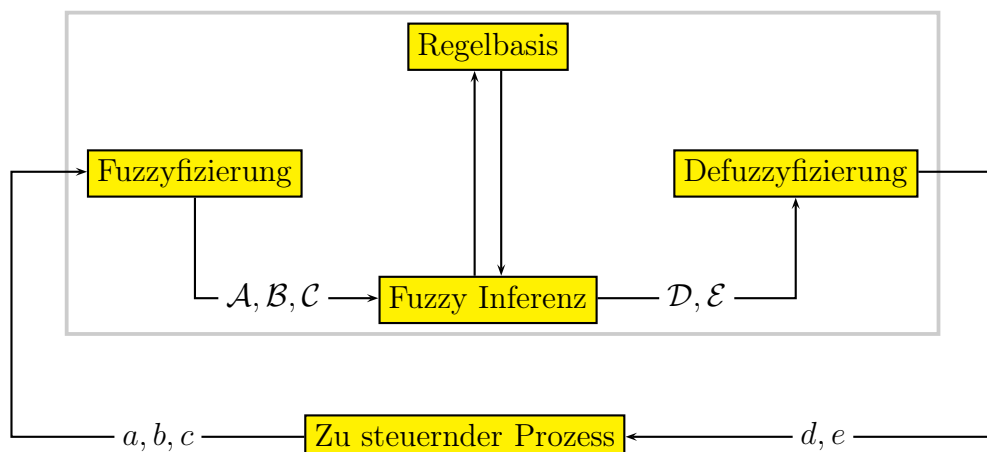 Regelbasis
Fuzzyfizierung
Defuzzyfizierung
𝒜, ℬ, 𝒞
Fuzzy Inferenz
𝒟, ℰ
a, b, c
Zu steuernder Prozess
d, e